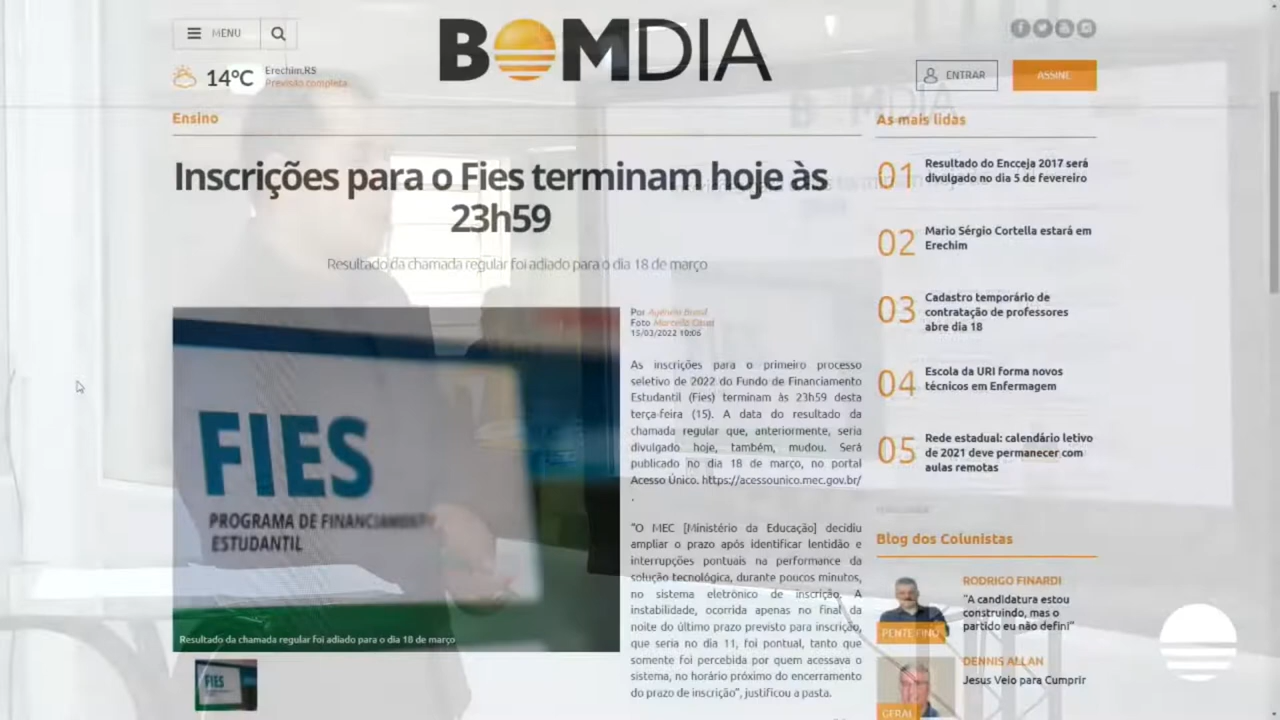 MENU
BOMDIA
14°C
Erechim,RS
Previsão completa
ENTRAR
ASSINE
Ensino
Inscrições para o Fies terminam hoje às
23h59
Resultado da chamada regular foi adiado para o dia 18 de março
FIES
PROGRAMA DE FINANCIAMENTO
ESTUDANTIL
Resultado da chamada regular foi adiado para o dia 18 de março
FIES
Por Agência Brasil
Foto Marcello Casal
15/03/2022 10:06
As inscrições para o primeiro processo
seletivo de 2022 do Fundo de Financiamento
Estudantil (Fies) terminam às 23h59 desta
terça-feira (15). A data do resultado da
chamada regular que, anteriormente, seria
divulgado hoje, também, mudou. Será
publicado no dia 18 de março, no portal
Acesso Único. https://acessounico.mec.gov.br/
.
"O MEC [Ministério da Educação] decidiu
ampliar o prazo após identificar lentidão e
interrupções pontuais na performance da
solução tecnológica, durante poucos minutos,
no sistema eletrônico de inscrição. A
instabilidade, ocorrida apenas no final da
noite do último prazo previsto para inscrição,
que seria no dia 11, foi pontual, tanto que
somente foi percebida por quem acessava o
sistema, no horário próximo do encerramento
do prazo de inscrição", justificou a pasta.
As mais lidas
01
Resultado do Encceja 2017 será
divulgado no dia 5 de fevereiro
02
Mario Sérgio Cortella estará em
Erechim
03
Cadastro temporário de
contratação de professores
abre dia 18
04
Escola da URI forma novos
técnicos em Enfermagem
05
Rede estadual: calendário letivo
de 2021 deve permanecer com
aulas remotas
Blog dos Colunistas
RODRIGO FINARDI
"A candidatura estou
construindo, mas o
partido eu não defini"
PENTE FINO
DENNIS ALLAN
Jesus Veio para Cumprir
GERAL